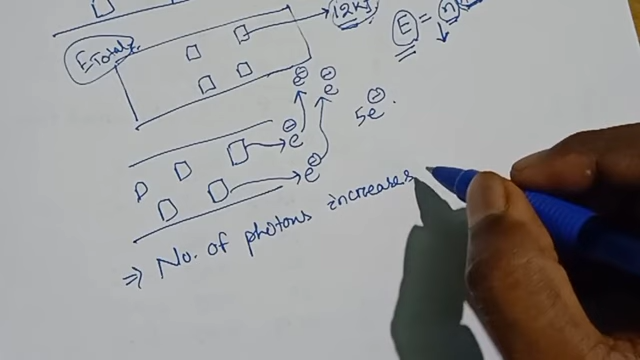 12KJ
E = n
E Total
e⊖ e⊖
5e⊖.
e⊖
e⊖
⇒ No. of photons increases